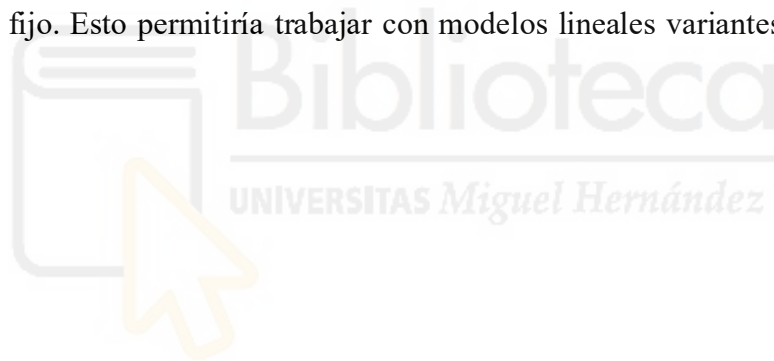 fijo. Esto permitiría trabajar con modelos lineales variantes
Biblioteca
UNIVERSITAS Miguel Hernández